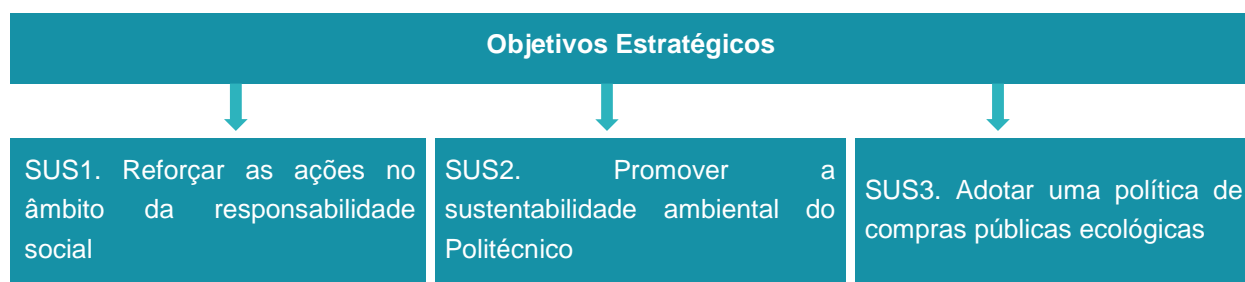 Objetivos Estratégicos
SUS1. Reforçar as ações no
âmbito da responsabilidade
social
SUS2. Promover a
sustentabilidade ambiental do
Politécnico
SUS3. Adotar uma política de
compras públicas ecológicas